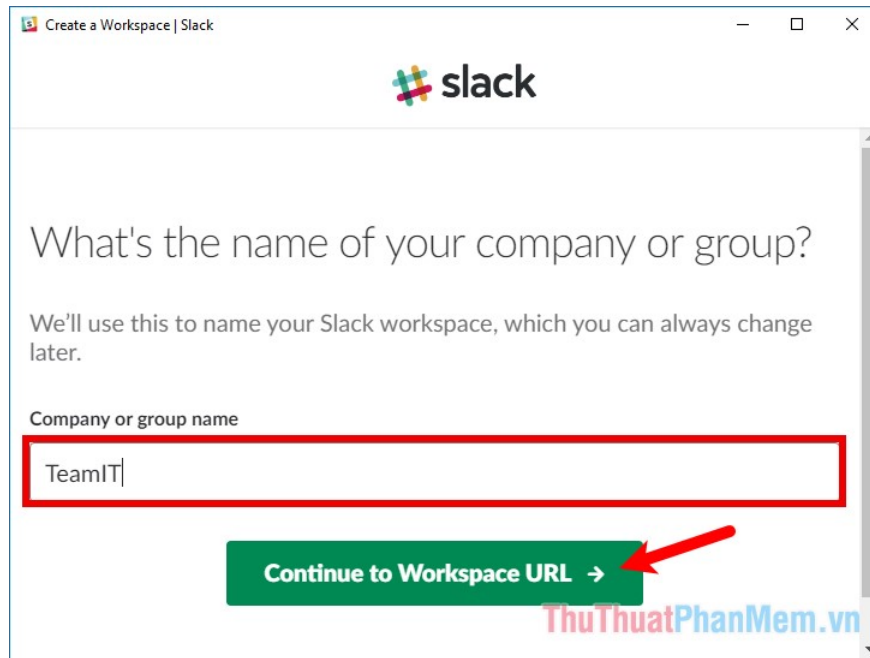 Create a Workspace | Slack
slack
What's the name of your company or group?
We'll use this to name your Slack workspace, which you can always change
later.
Company or group name
TeamIT
Continue to Workspace URL →
ThuThuatPhanMem.vn